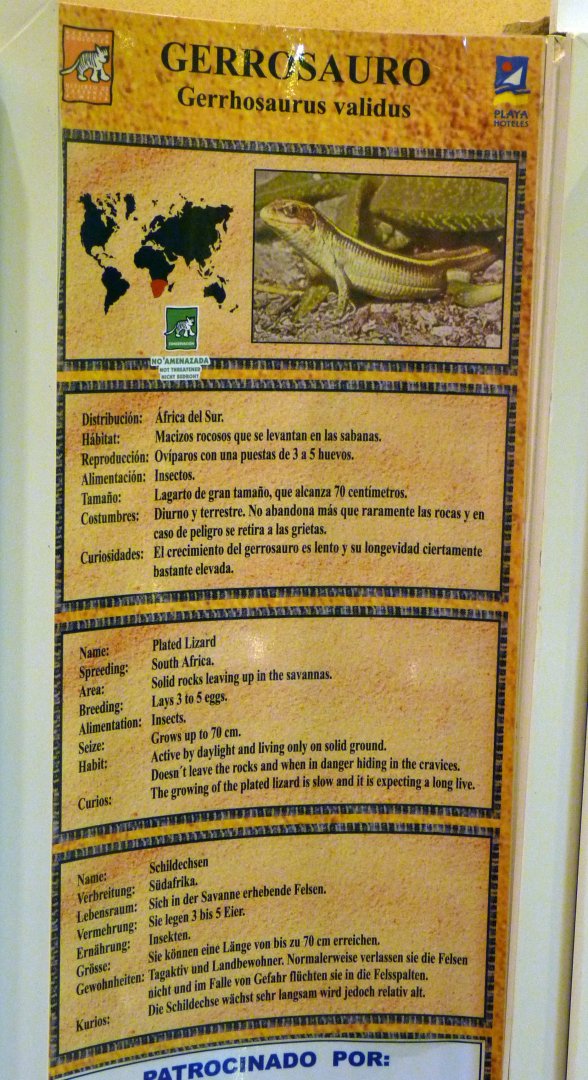 GERROSAURO
Gerrhosaurus validus
PLAYA
HOTELES
CONSERVACION
NO AMENAZADA
NOT THREATENED
NICHT BEDROHT
Distribución: África del Sur.
Hábitat: Macizos rocosos que se levantan en las sabanas.
Reproducción: Ovíparos con una puestas de 3 a 5 huevos.
Alimentación: Insectos.
Tamaño: Lagarto de gran tamaño, que alcanza 70 centímetros.
Costumbres: Diurno y terrestre. No abandona más que raramente las rocas y en
caso de peligro se retira a las grietas.
Curiosidades: El crecimiento del gerrosauro es lento y su longevidad ciertamente
bastante elevada.
Name: Plated Lizard
Spreeding: South Africa.
Area: Solid rocks leaving up in the savannas.
Breeding: Lays 3 to 5 eggs.
Alimentation: Insects.
Seize: Grows up to 70 cm.
Habit: Active by daylight and living only on solid ground.
Doesn´t leave the rocks and when in danger hiding in the cravices.
Curios: The growing of the plated lizard is slow and it is expecting a long live.
Name: Schildechsen
Verbreitung: Südafrika.
Lebensraum: Sich in der Savanne erhebende Felsen.
Vermehrung: Sie legen 3 bis 5 Eier.
Ernährung: Insekten.
Grösse: Sie können eine Länge von bis zu 70 cm erreichen.
Gewohnheiten: Tagaktiv und Landbewohner. Normalerweise verlassen sie die Felsen
nicht und im Falle von Gefahr flüchten sie in die Felsspalten.
Kurios: Die Schildechse wächst sehr langsam wird jedoch relativ alt.
PATROCINADO POR: